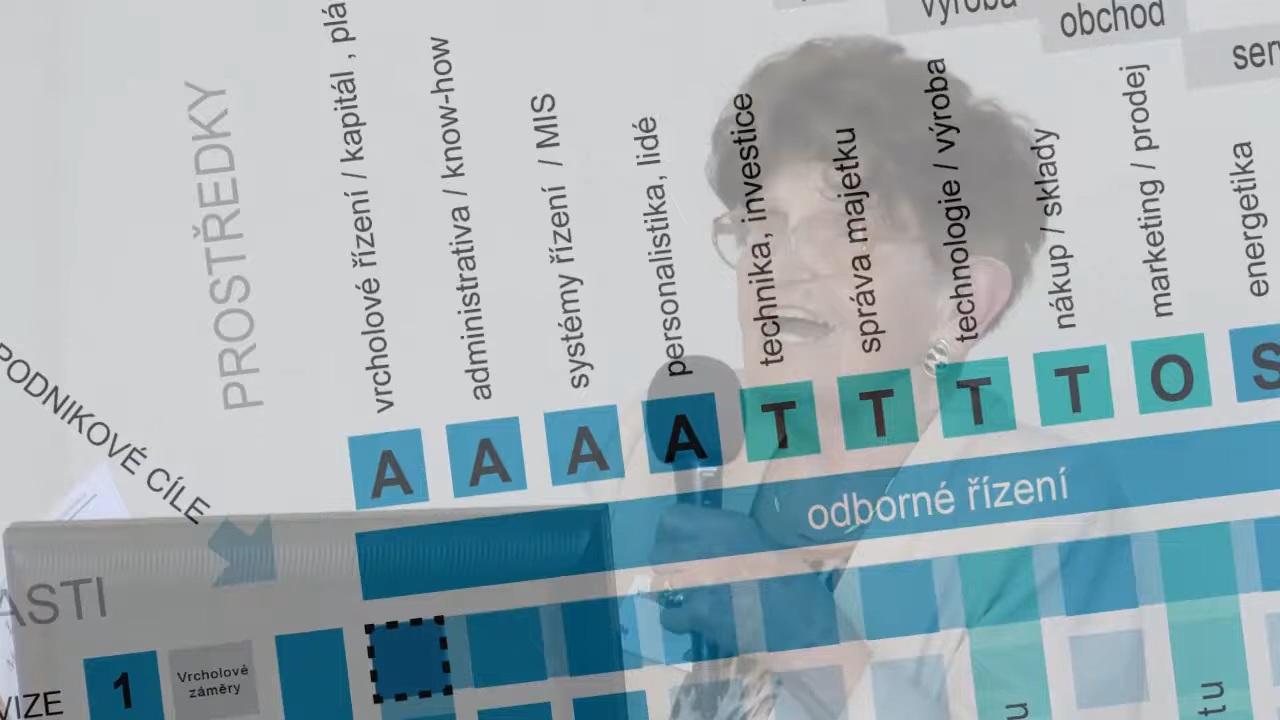 výroba
obchod
PROSTŘEDKY
vrcholové řízení / kapitál , plá
administrativa / know-how
systémy řízení / MIS
personalistika, lidé
technika, investice
správa majetku
technologie / výroba
nákup / sklady
marketing / prodej
energetika
PODNIKOVÉ CÍLE
A A A A T T T T O S
odborné řízení
ASTI
VIZE 1 Vrcholové
záměry